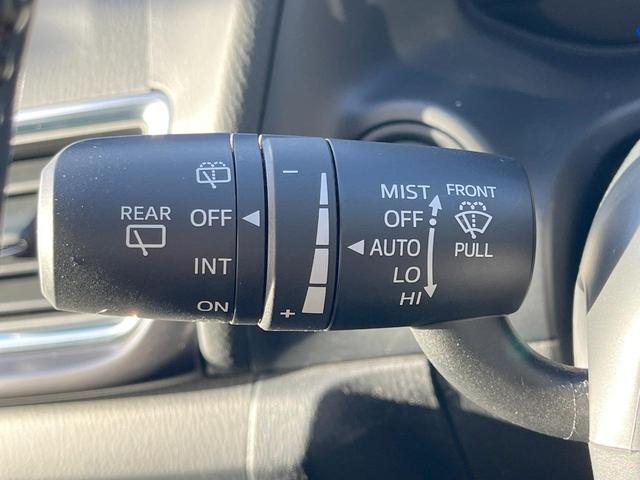 REAR
OFF
INT
ON
−
+
MIST
OFF
AUTO
LO
HI
FRONT
PULL